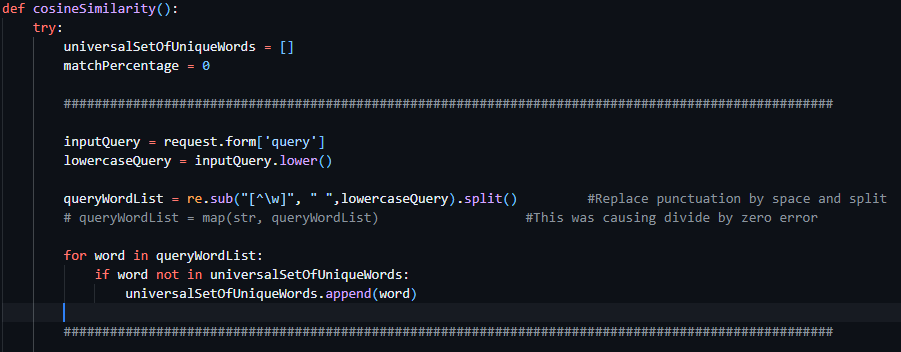 def cosineSimilarity():
    try:
        universalSetOfUniqueWords = []
        matchPercentage = 0
        ####################################################################################################
        inputQuery = request.form['query']
        lowercaseQuery = inputQuery.lower()
        queryWordList = re.sub("[^\w]", " ",lowercaseQuery).split()         #Replace punctuation by space and split
        # queryWordList = map(str, queryWordList)                   #This was causing divide by zero error
        for word in queryWordList:
            if word not in universalSetOfUniqueWords:
                universalSetOfUniqueWords.append(word)
        ####################################################################################################